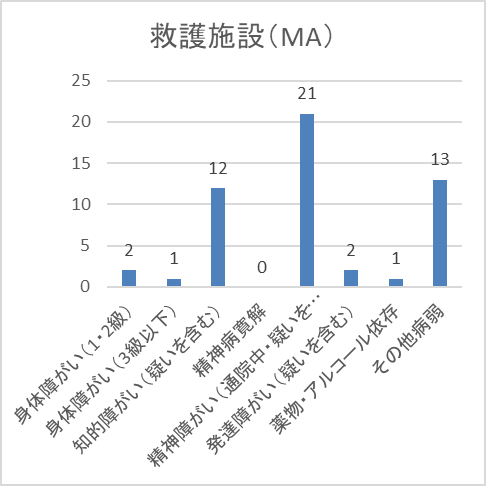 救護施設（MA）
25
20
15
10
5
0
2
1
12
0
21
2
1
13
身体障がい（1・2級）
身体障がい（3級以下）
知的障がい（疑いを含む）
精神病寛解
精神障がい（通院中・疑いを…
発達障がい（疑いを含む）
薬物・アルコール依存
その他病弱